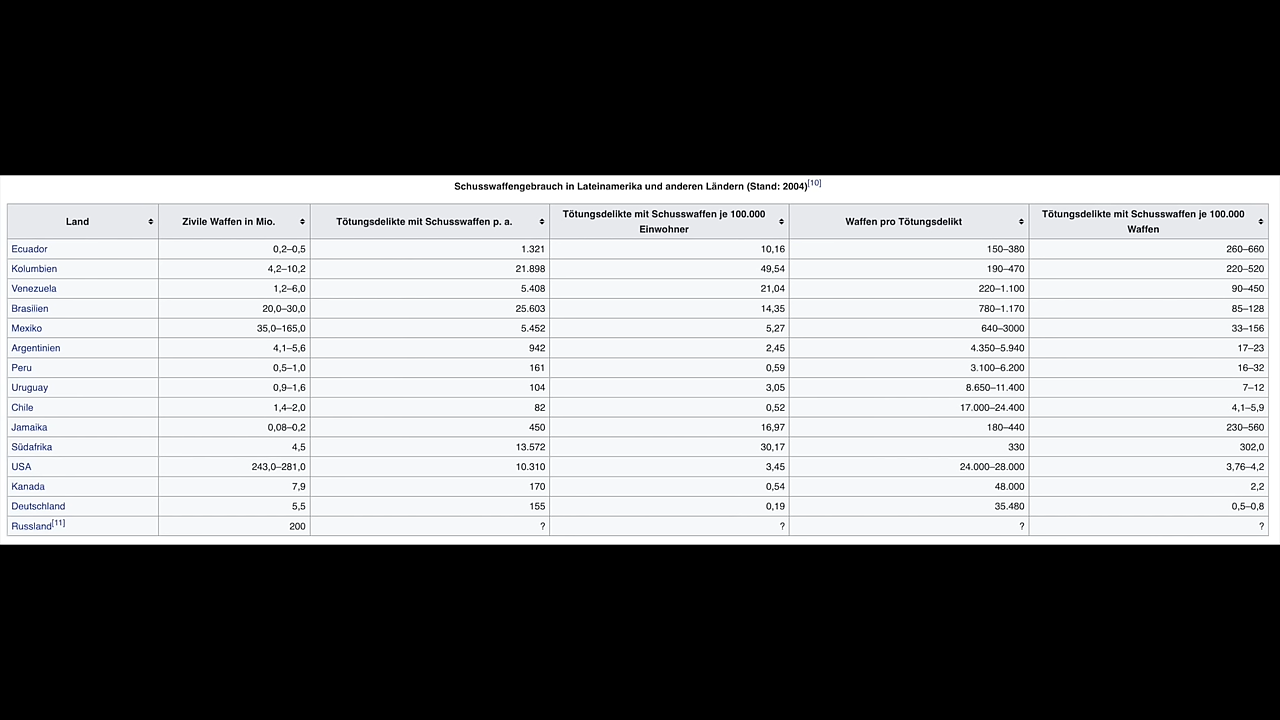 Schusswaffengebrauch in Lateinamerika und anderen Ländern (Stand: 2004)[10]
Land Zivile Waffen in Mio. Tötungsdelikte mit Schusswaffen p. a. Tötungsdelikte mit Schusswaffen je 100.000 Einwohner Waffen pro Tötungsdelikt Tötungsdelikte mit Schusswaffen je 100.000 Waffen
Ecuador 0,2–0,5 1.321 10,16 150–380 260–660
Kolumbien 4,2–10,2 21.898 49,54 190–470 220–520
Venezuela 1,2–6,0 5.408 21,04 220–1.100 90–450
Brasilien 20,0–30,0 25.603 14,35 780–1.170 85–128
Mexiko 35,0–165,0 5.452 5,27 640–3000 33–156
Argentinien 4,1–5,6 942 2,45 4.350–5.940 17–23
Peru 0,5–1,0 161 0,59 3.100–6.200 16–32
Uruguay 0,9–1,6 104 3,05 8.650–11.400 7–12
Chile 1,4–2,0 82 0,52 17.000–24.400 4,1–5,9
Jamaika 0,08–0,2 450 16,97 180–440 230–560
Südafrika 4,5 13.572 30,17 330 302,0
USA 243,0–281,0 10.310 3,45 24.000–28.000 3,76–4,2
Kanada 7,9 170 0,54 48.000 2,2
Deutschland 5,5 155 0,19 35.480 0,5–0,8
Russland[11] 200 ? ? ? ?